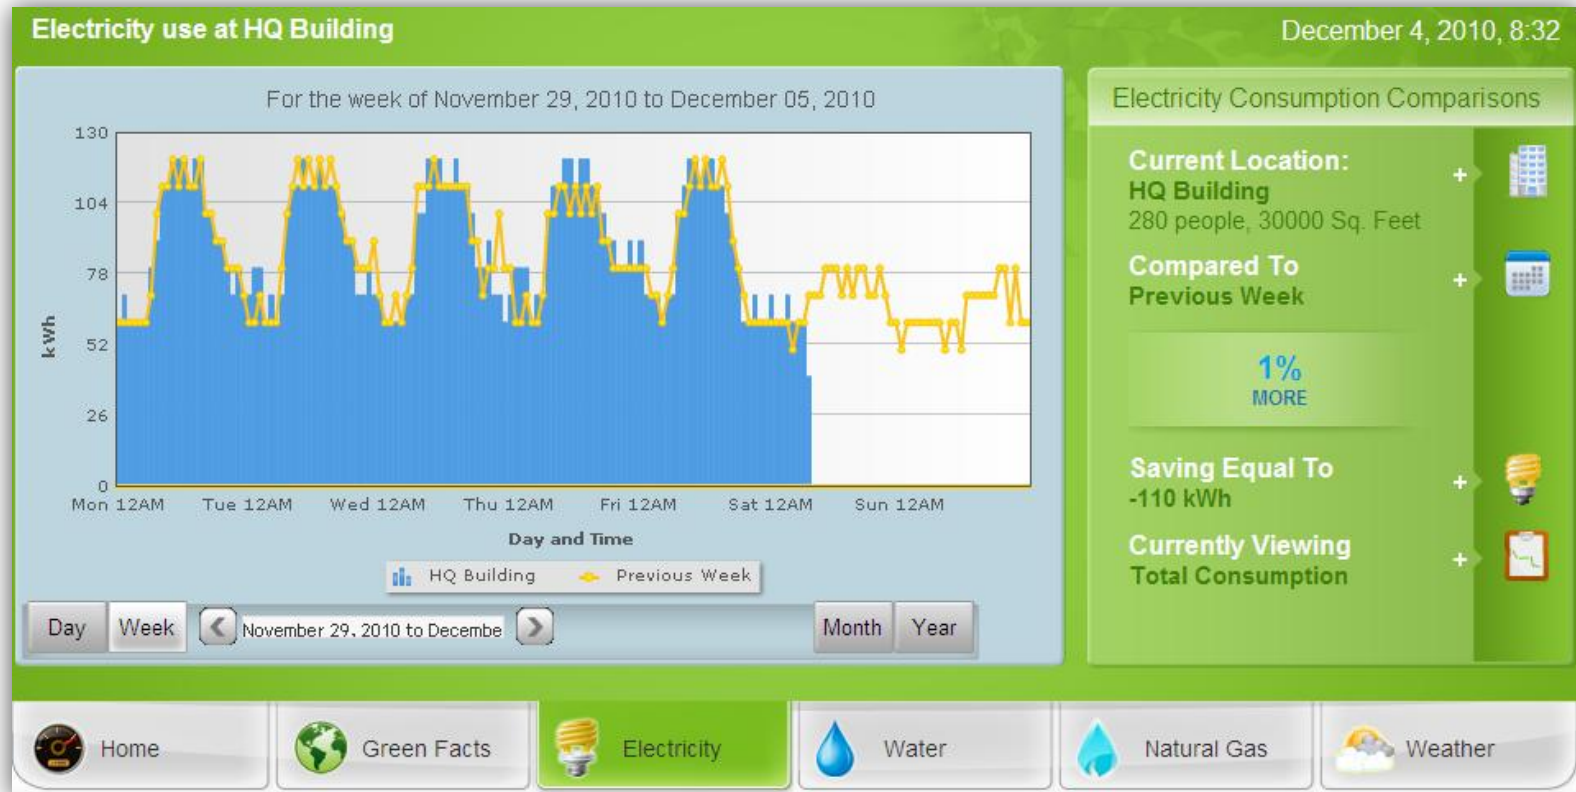 Electricity use at HQ Building
December 4, 2010, 8:32
For the week of November 29, 2010 to December 05, 2010
130
104
78
52
26
0
kWh
Mon 12AM Tue 12AM Wed 12AM Thu 12AM Fri 12AM Sat 12AM Sun 12AM
Day and Time
HQ Building Previous Week
Day Week November 29, 2010 to Decembe Month Year
Electricity Consumption Comparisons
Current Location:
HQ Building
280 people, 30000 Sq. Feet
Compared To
Previous Week
1%
MORE
Saving Equal To
-110 kWh
Currently Viewing
Total Consumption
+
+
+
+
Home Green Facts Electricity Water Natural Gas Weather